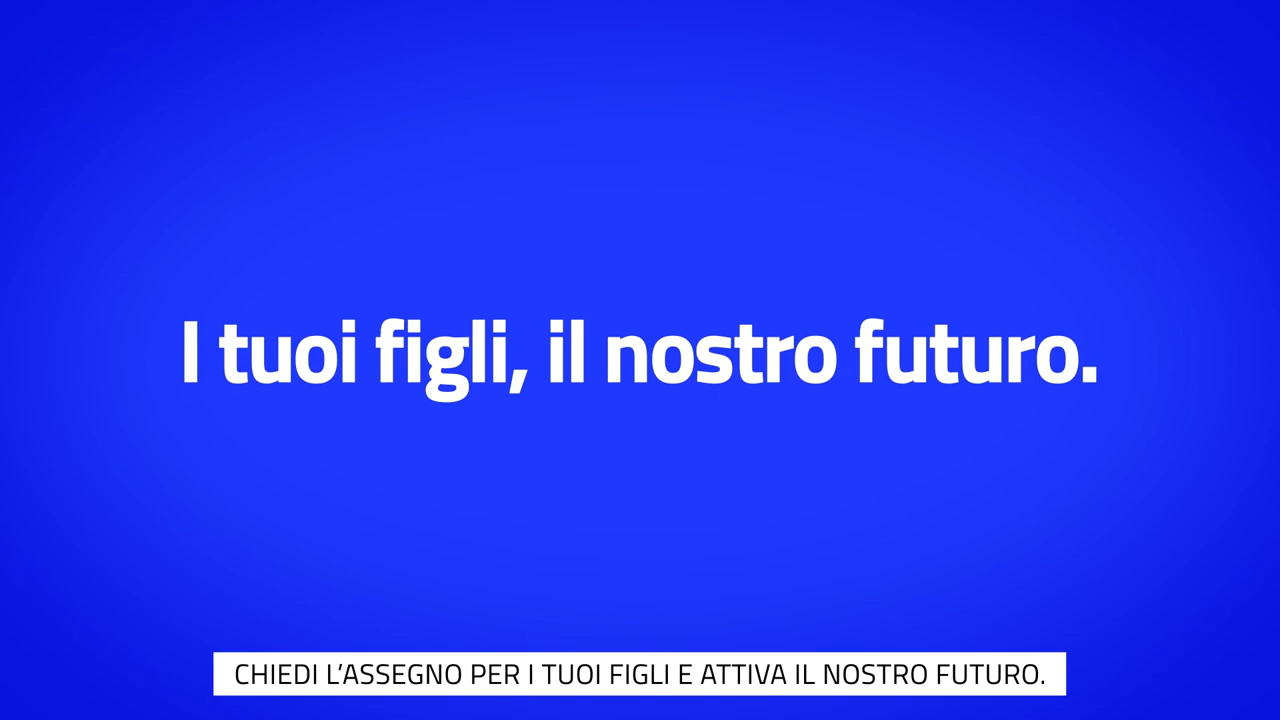 I tuoi figli, il nostro futuro.
CHIEDI L’ASSEGNO PER I TUOI FIGLI E ATTIVA IL NOSTRO FUTURO.